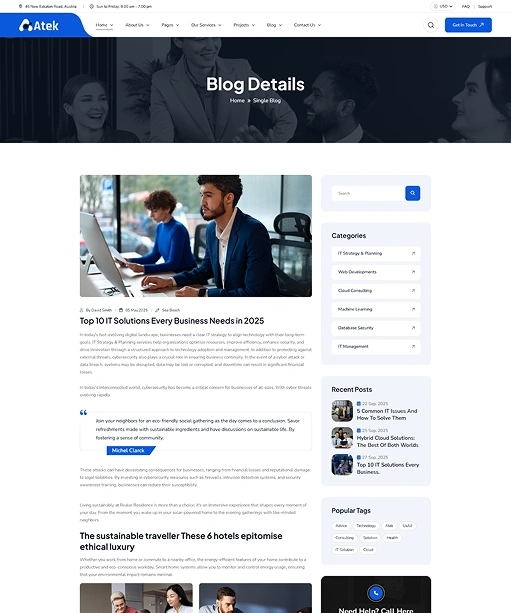 85 New Eskaton Road, Austria
Sun to Friday: 8.00 am - 7.00 pm
USD
FAQ
Support
Atek
Home
About Us
Pages
Our Services
Projects
Blog
Contact Us
Get In Touch
Blog Details
Home » Single Blog
Search
Categories
IT Strategy & Planning
Web Developments
Cloud Consulting
Machine Learning
Database Security
IT Management
By David Smith
05 May 2025
Sea Beach
Top 10 IT Solutions Every Business Needs in 2025
In today's fast-evolving digital landscape, businesses need a clear IT strategy to align technology with their long-term
goals. IT Strategy & Planning services help organizations optimize resources, improve efficiency, enhance security, and
drive innovation through a structured approach to technology adoption and management. In addition to protecting against
external threats, cybersecurity also plays a crucial role in ensuring business continuity. In the event of a cyber attack or
data breach, systems may be disrupted, data may be lost or corrupted, and downtime can result in significant financial
losses.
In today's interconnected world, cybersecurity has become a critical concern for businesses of all sizes. With cyber threats
evolving rapidly
Join your neighbors for an eco-friendly social gathering as the day comes to a conclusion. Savor
refreshments made with sustainable ingredients and have discussions on sustainable life. By
fostering a sense of community.
Michel Clarck
These attacks can have devastating consequences for businesses, ranging from financial losses and reputational damage
to legal liabilities. By investing in cybersecurity measures such as firewalls, intrusion detection systems, and security
awareness training, businesses can reduce their susceptibility.
Living sustainably at Realar Residence is more than a choice; it's an immersive experience that shapes every moment of
your day. From the moment you wake up in your solar-powered home to the evening gatherings with like-minded
neighbors.
The sustainable traveller These 6 hotels epitomise
ethical luxury
Whether you work from home or commute to a nearby office, the energy-efficient features of your home contribute to a
productive and eco-conscious workday. Smart home systems allow you to monitor and control energy usage, ensuring
that your environmental impact remains minimal.
Recent Posts
22 Sep, 2025
5 Common IT Issues And
How To Solve Them
25 Sep, 2025
Hybrid Cloud Solutions:
The Best Of Both Worlds
27 Sep, 2025
Top 10 IT Solutions Every
Business.
Popular Tags
Advice
Technology
Atek
Ux/Ui
Consulting
Solution
Health
IT Solution
Cloud
Need Help? Call Here